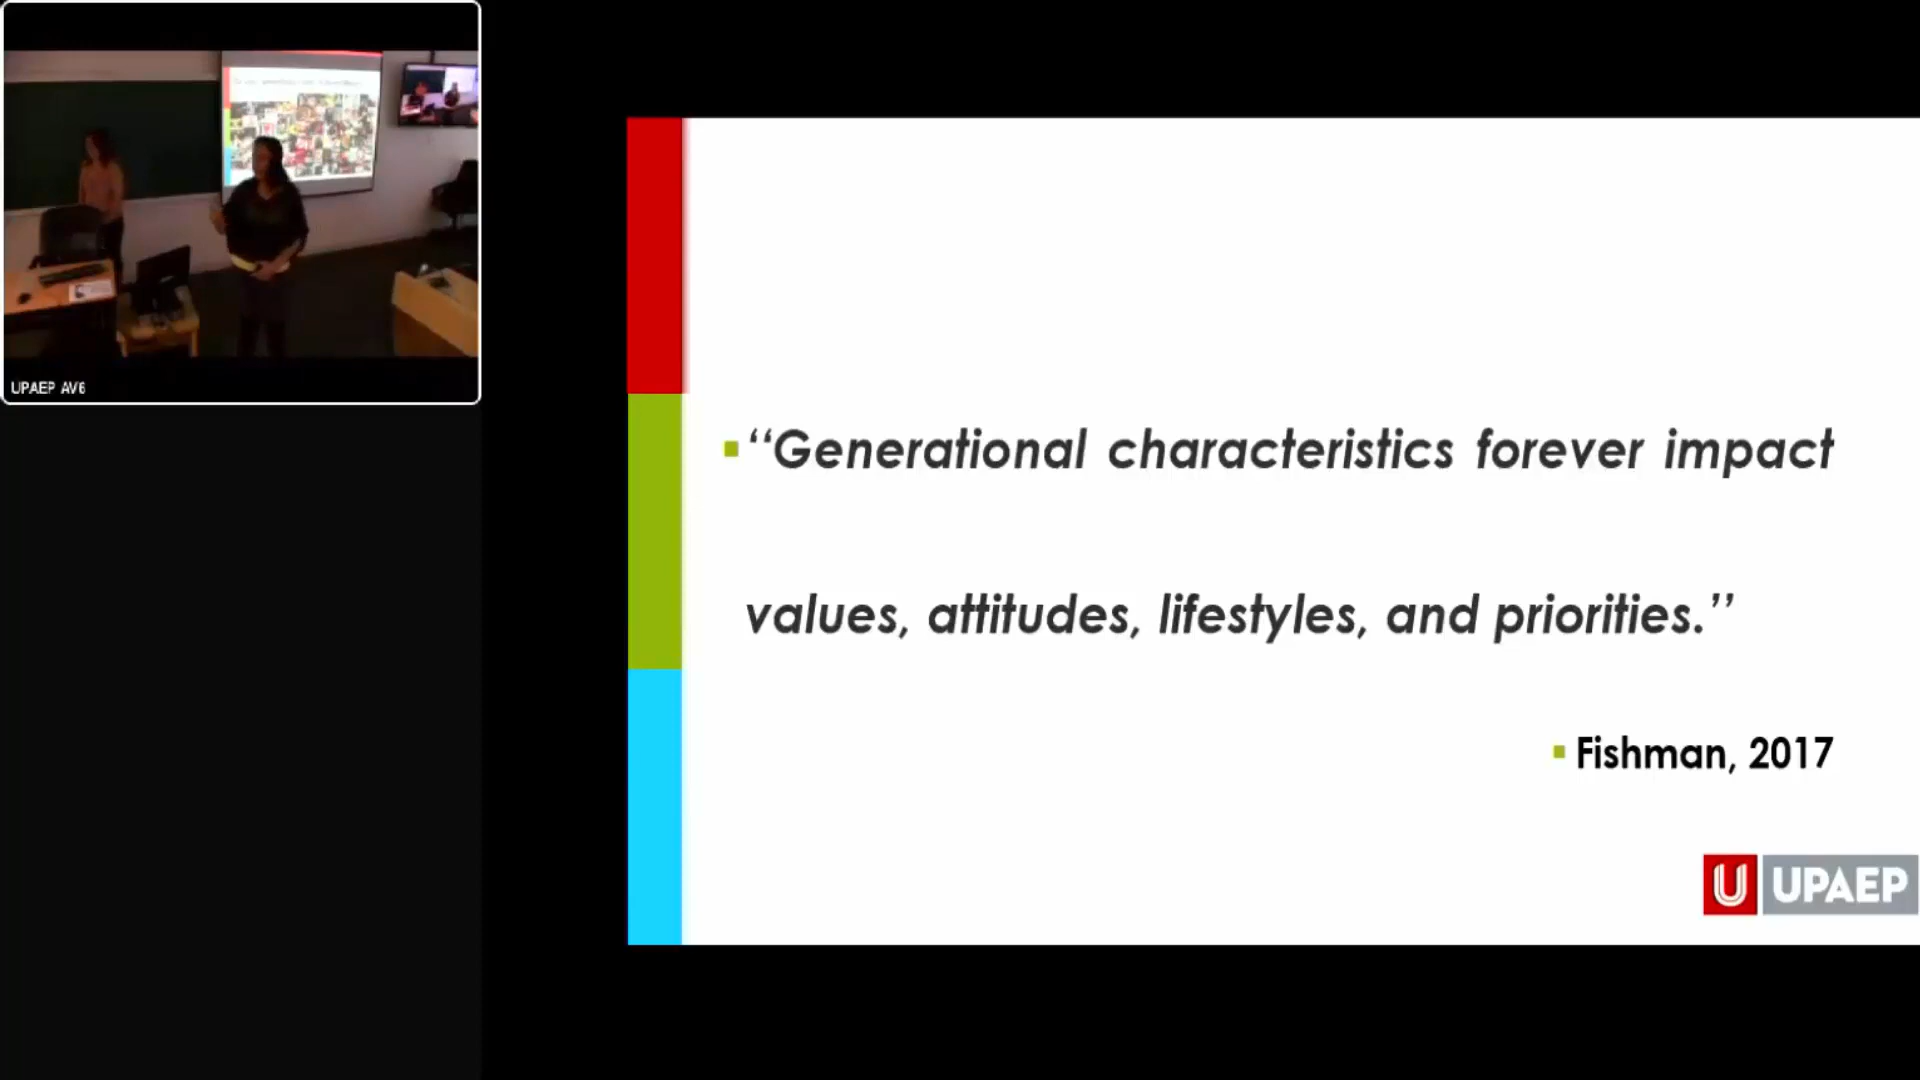 UPAEP AV6
▪“Generational characteristics forever impact
values, attitudes, lifestyles, and priorities.”
▪ Fishman, 2017
U UPAEP